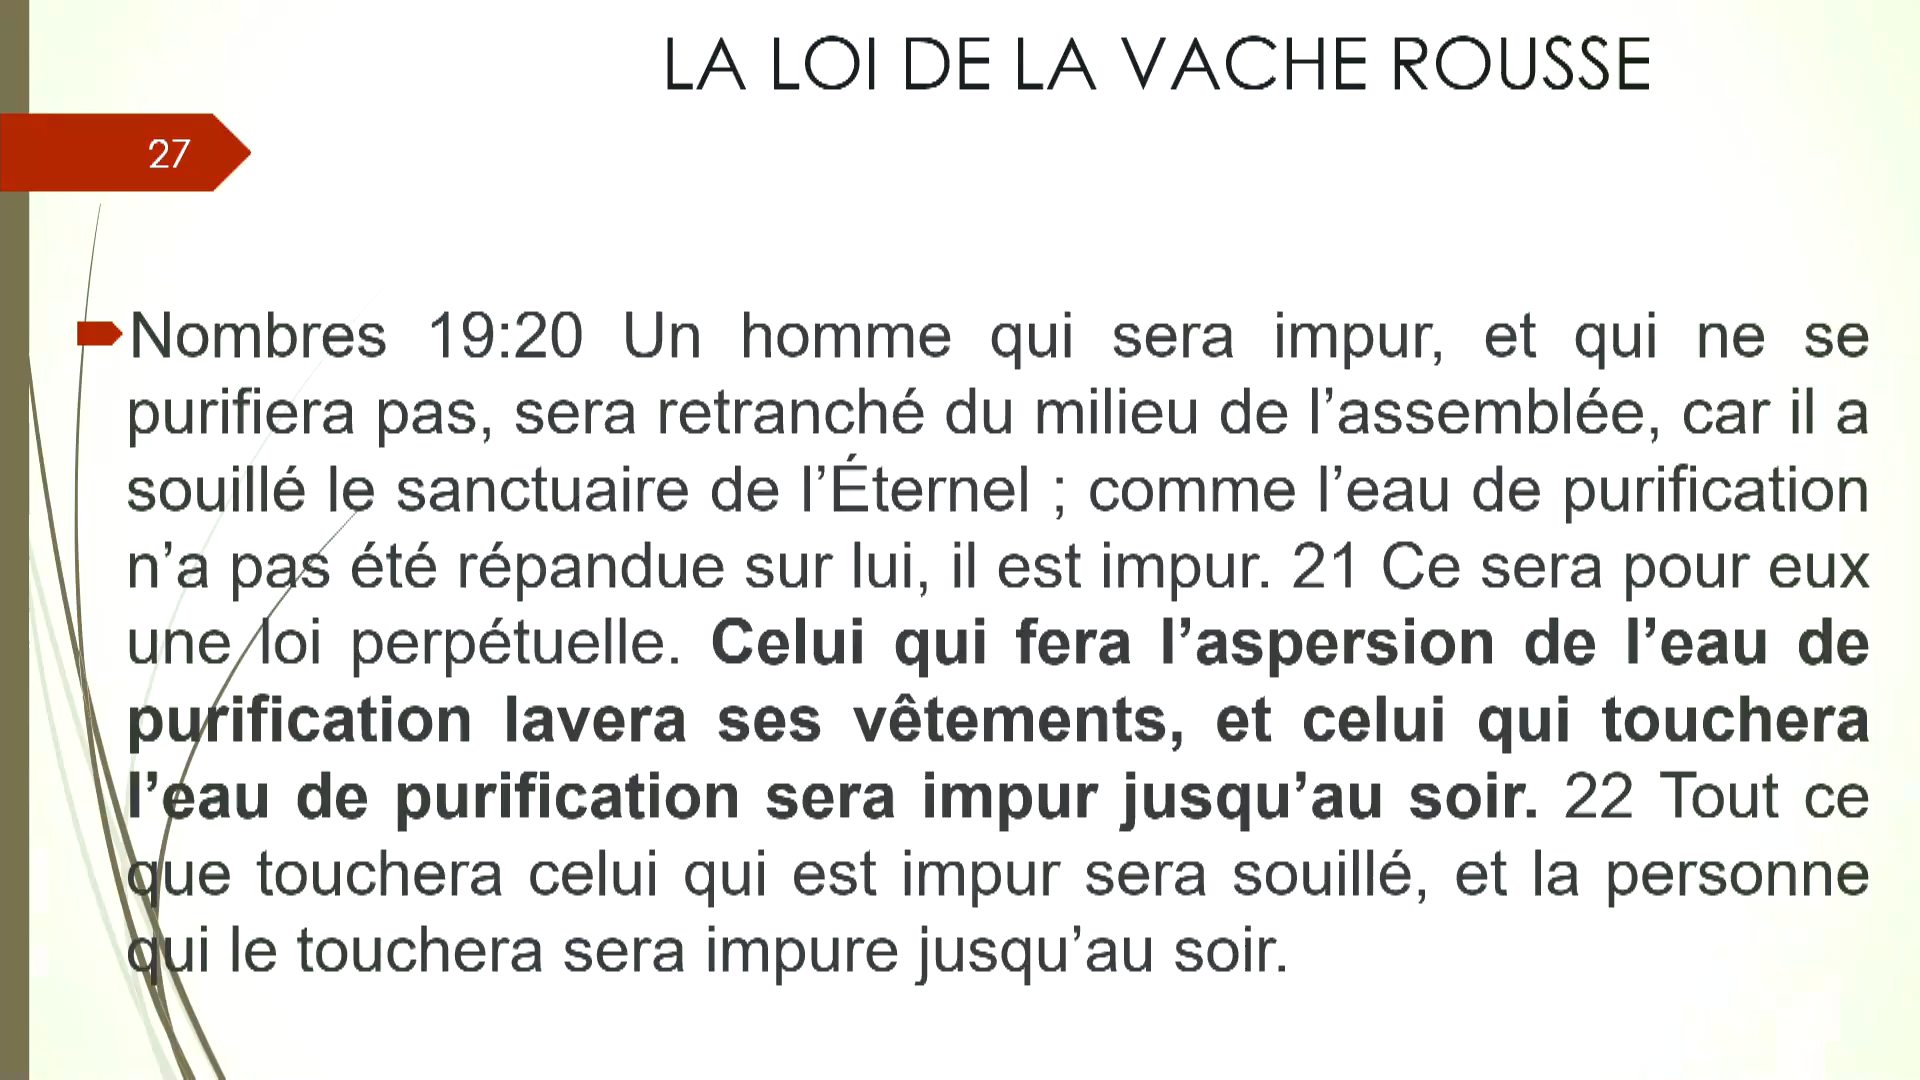 LA LOI DE LA VACHE ROUSSE
27
Nombres 19:20 Un homme qui sera impur, et qui ne se
purifiera pas, sera retranché du milieu de l’assemblée, car il a
souillé le sanctuaire de l’Éternel ; comme l’eau de purification
n’a pas été répandue sur lui, il est impur. 21 Ce sera pour eux
une loi perpétuelle. Celui qui fera l’aspersion de l’eau de
purification lavera ses vêtements, et celui qui touchera
l’eau de purification sera impur jusqu’au soir. 22 Tout ce
que touchera celui qui est impur sera souillé, et la personne
qui le touchera sera impure jusqu’au soir.